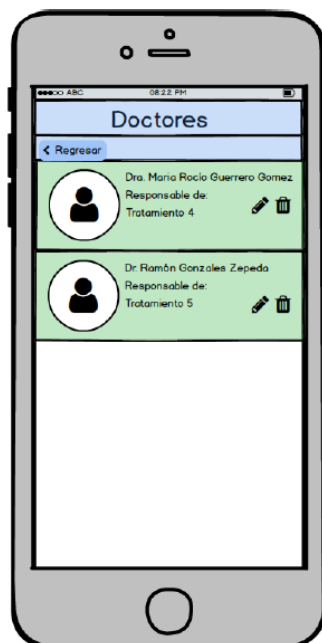 ABC 08:22 PM
Doctores
Regresar
Dra. Maria Rocío Guerrero Gomez
Responsable de:
Tratamiento 4
Dr. Ramón Gonzales Zepeda
Responsable de:
Tratamiento 5